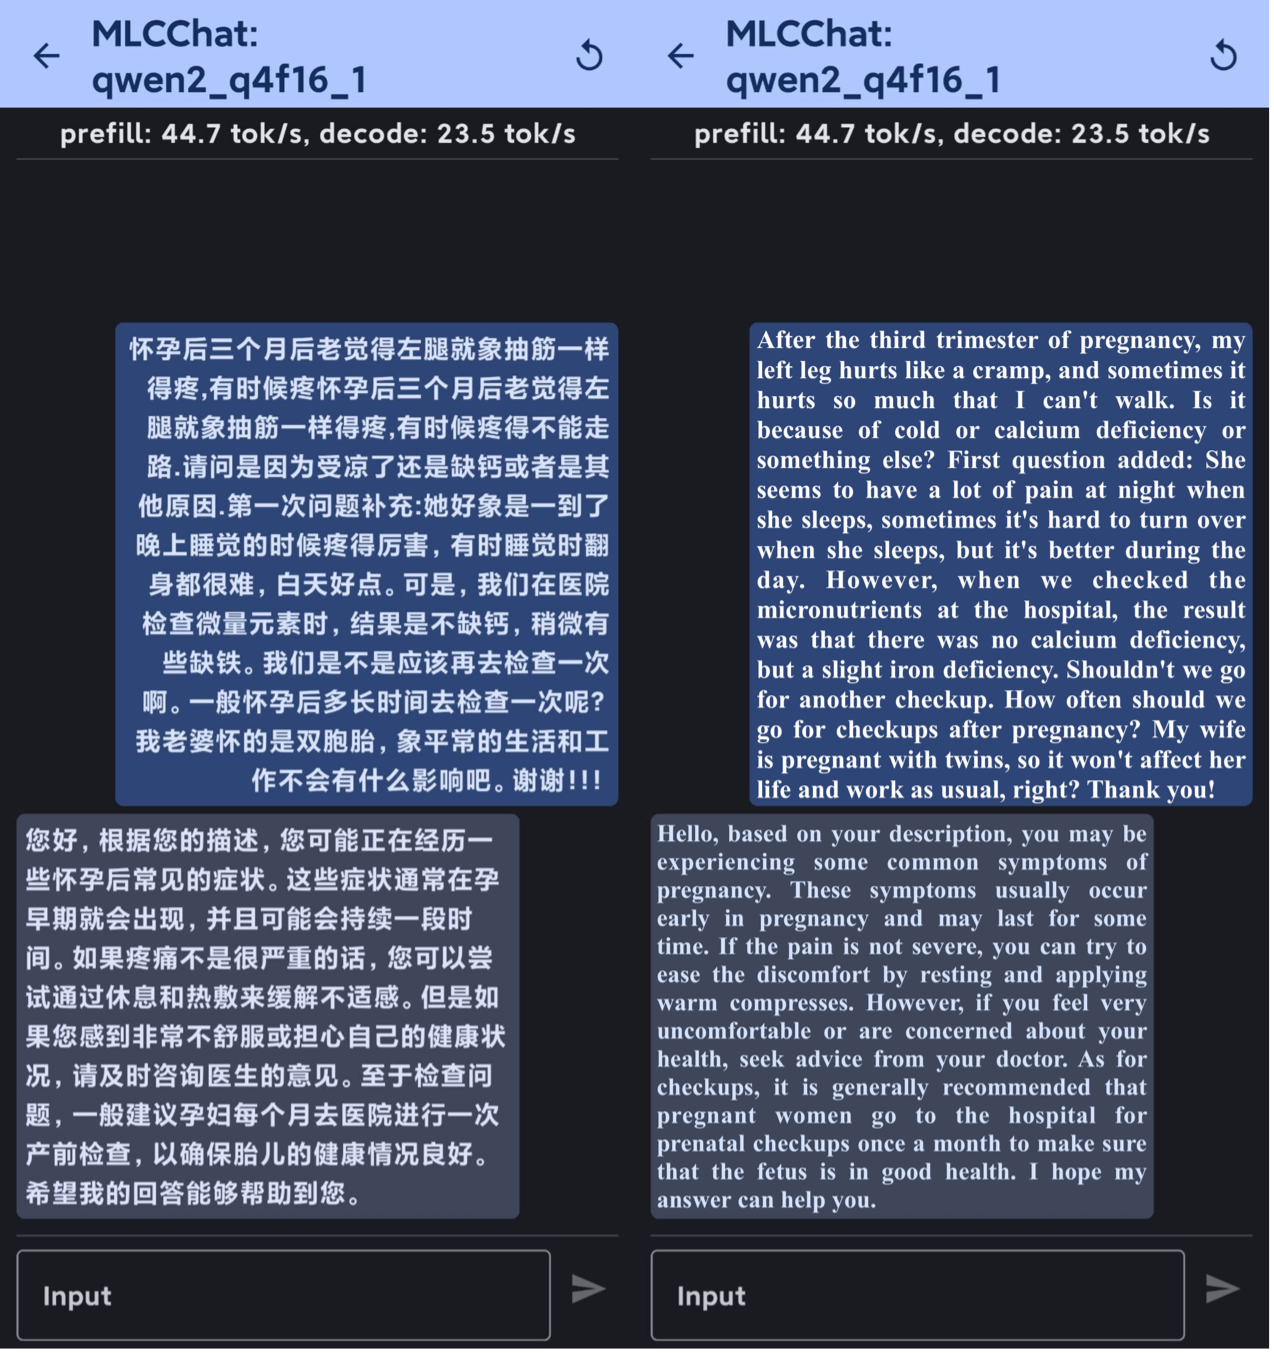 MLCChat:
qwen2_q4f16_1
prefill: 44.7 tok/s, decode: 23.5 tok/s
怀孕后三个月后老觉得左腿就象抽筋一样
得疼,有时候疼怀孕后三个月后老觉得左
腿就象抽筋一样得疼,有时候疼得不能走
路.请问是因为受凉了还是缺钙或者是其
他原因.第一次问题补充:她好象是一到了
晚上睡觉的时候疼得厉害，有时睡觉时翻
身都很难，白天好点。可是，我们在医院
检查微量元素时，结果是不缺钙，稍微有
些缺铁。我们是不是应该再去检查一次
啊。一般怀孕后多长时间去检查一次呢?
我老婆怀的是双胞胎，象平常的生活和工
作不会有什么影响吧。谢谢!!!
您好，根据您的描述，您可能正在经历一
些怀孕后常见的症状。这些症状通常在孕
早期就会出现，并且可能会持续一段时
间。如果疼痛不是很严重的话，您可以尝
试通过休息和热敷来缓解不适感。但是如
果您感到非常不舒服或担心自己的健康状
况，请及时咨询医生的意见。至于检查问
题，一般建议孕妇每个月去医院进行一次
产前检查，以确保胎儿的健康情况良好。
希望我的回答能够帮助到您。
Input
MLCChat:
qwen2_q4f16_1
prefill: 44.7 tok/s, decode: 23.5 tok/s
After the third trimester of pregnancy, my
left leg hurts like a cramp, and sometimes it
hurts so much that I can't walk. Is it
because of cold or calcium deficiency or
something else? First question added: She
seems to have a lot of pain at night when
she sleeps, sometimes it's hard to turn over
when she sleeps, but it's better during the
day. However, when we checked the
micronutrients at the hospital, the result
was that there was no calcium deficiency,
but a slight iron deficiency. Shouldn't we go
for another checkup. How often should we
go for checkups after pregnancy? My wife
is pregnant with twins, so it won't affect her
life and work as usual, right? Thank you!
Hello, based on your description, you may be
experiencing some common symptoms of
pregnancy. These symptoms usually occur
early in pregnancy and may last for some
time. If the pain is not severe, you can try to
ease the discomfort by resting and applying
warm compresses. However, if you feel very
uncomfortable or are concerned about your
health, seek advice from your doctor. As for
checkups, it is generally recommended that
pregnant women go to the hospital for
prenatal checkups once a month to make sure
that the fetus is in good health. I hope my
answer can help you.
Input